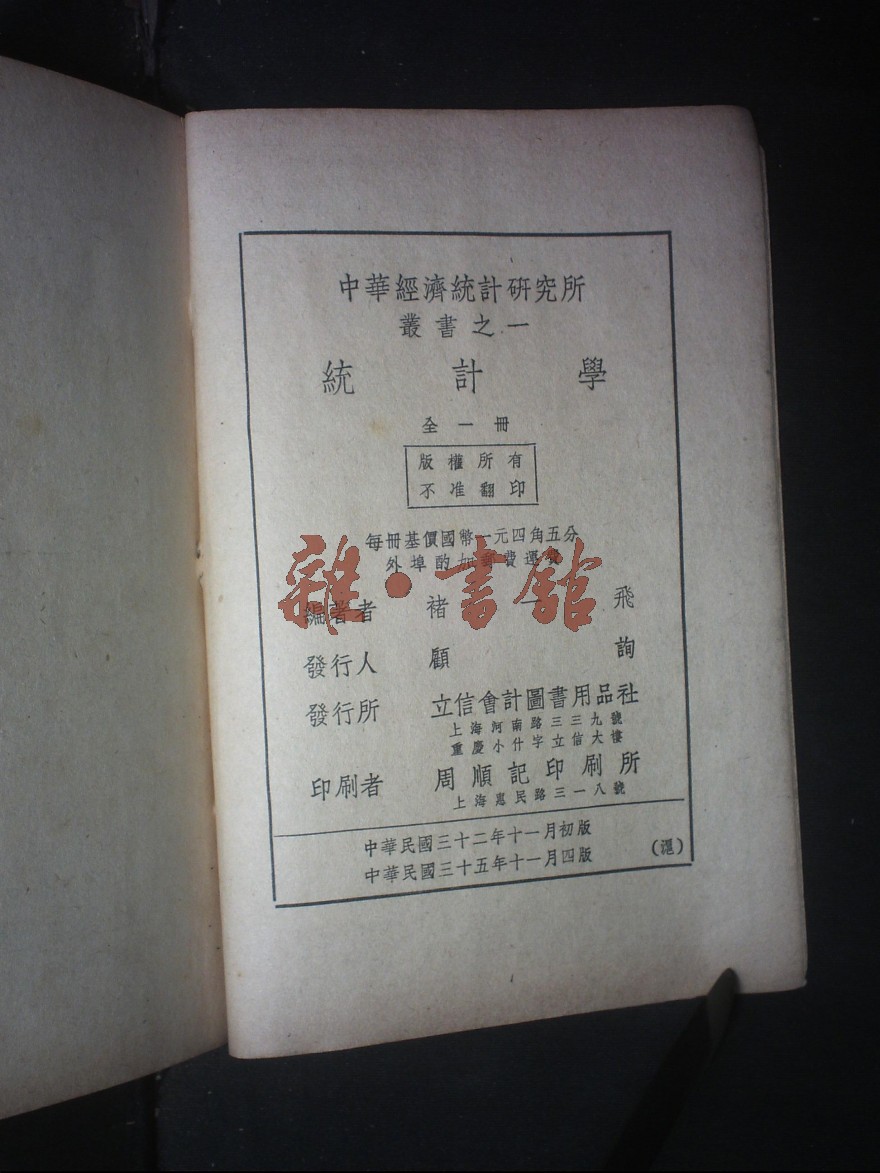 中華經濟統計研究所
叢書之一
統計學
全一冊
版權所有
不准翻印
每冊基價國幣一元四角五分
外埠酌加郵費運費
雜·書館
編著者 褚一飛
發行人 顧詢
發行所 立信會計圖書用品社
上海河南路三三九號
重慶小什字立信大樓
印刷者 周順記印刷所
上海惠民路三一八號
中華民國三十二年十一月初版
中華民國三十五年十一月四版
(滬)